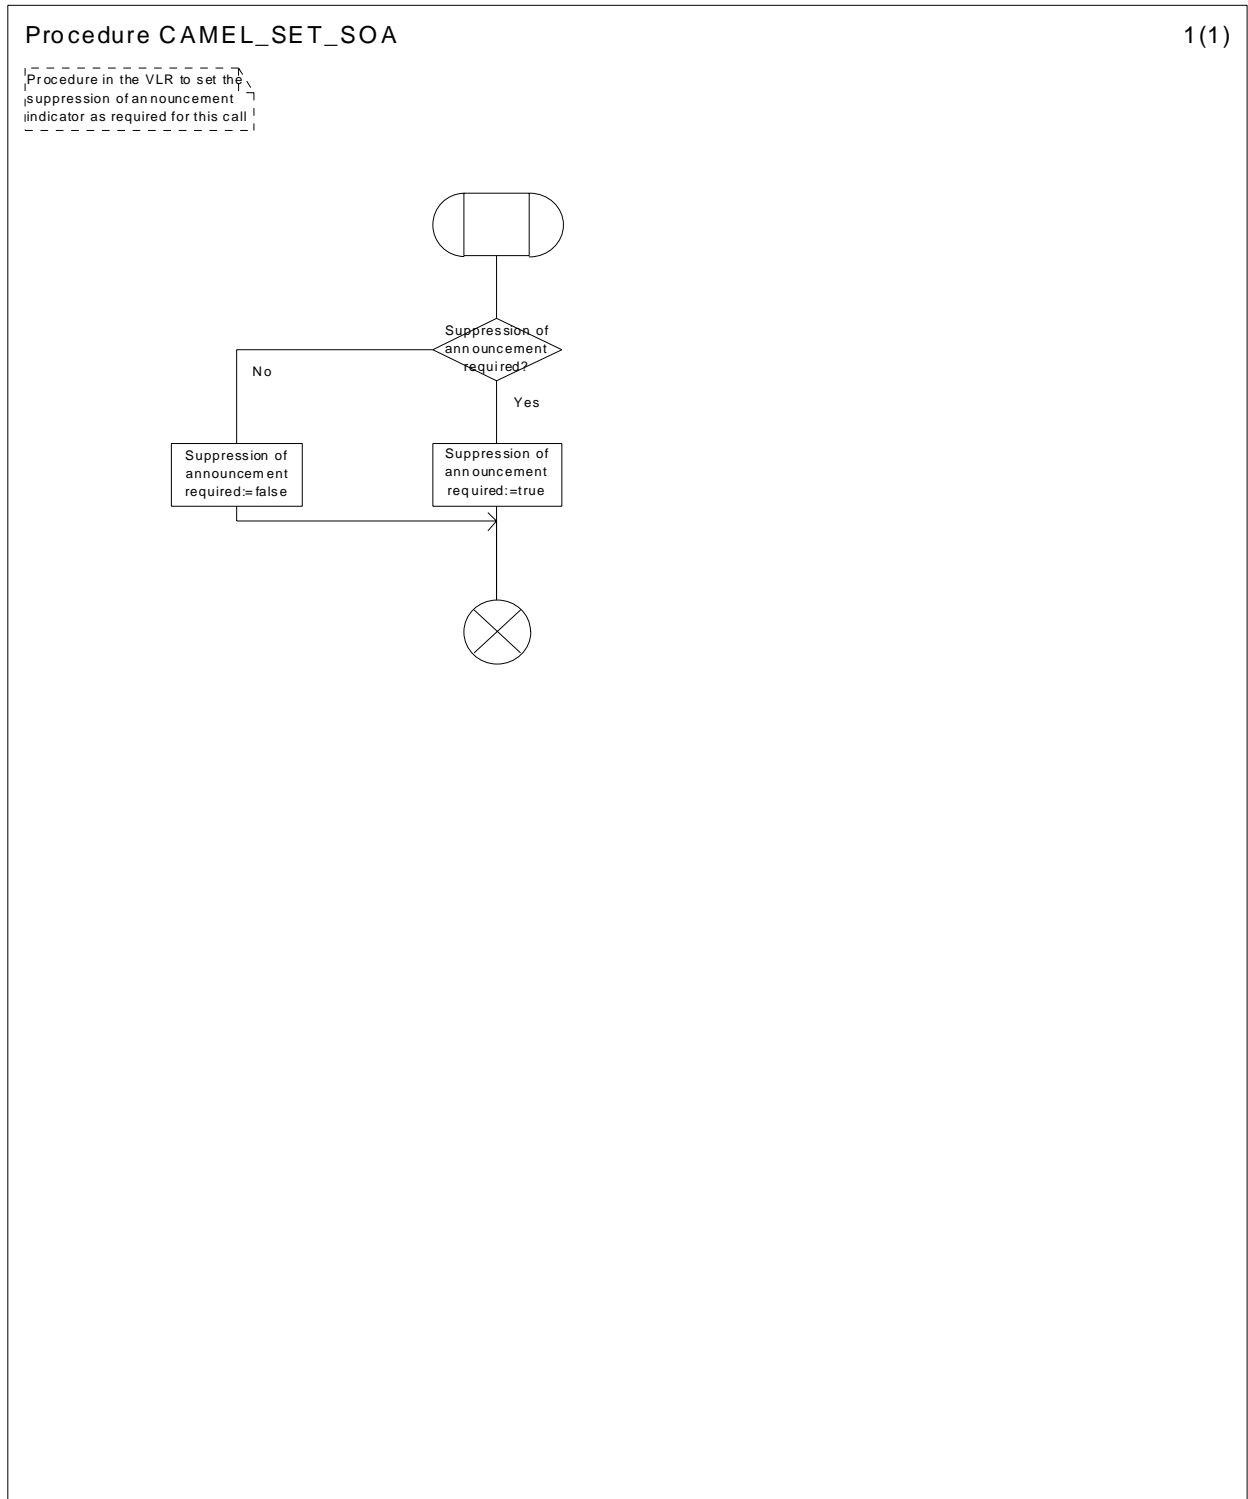 Procedure CAMEL_SET_SOA
1(1)
Procedure in the VLR to set the
suppression of announcement
indicator as required for this call
Suppression of
announcement
required?
No
Yes
Suppression of
announcement
required:=false
Suppression of
announcement
required:=true